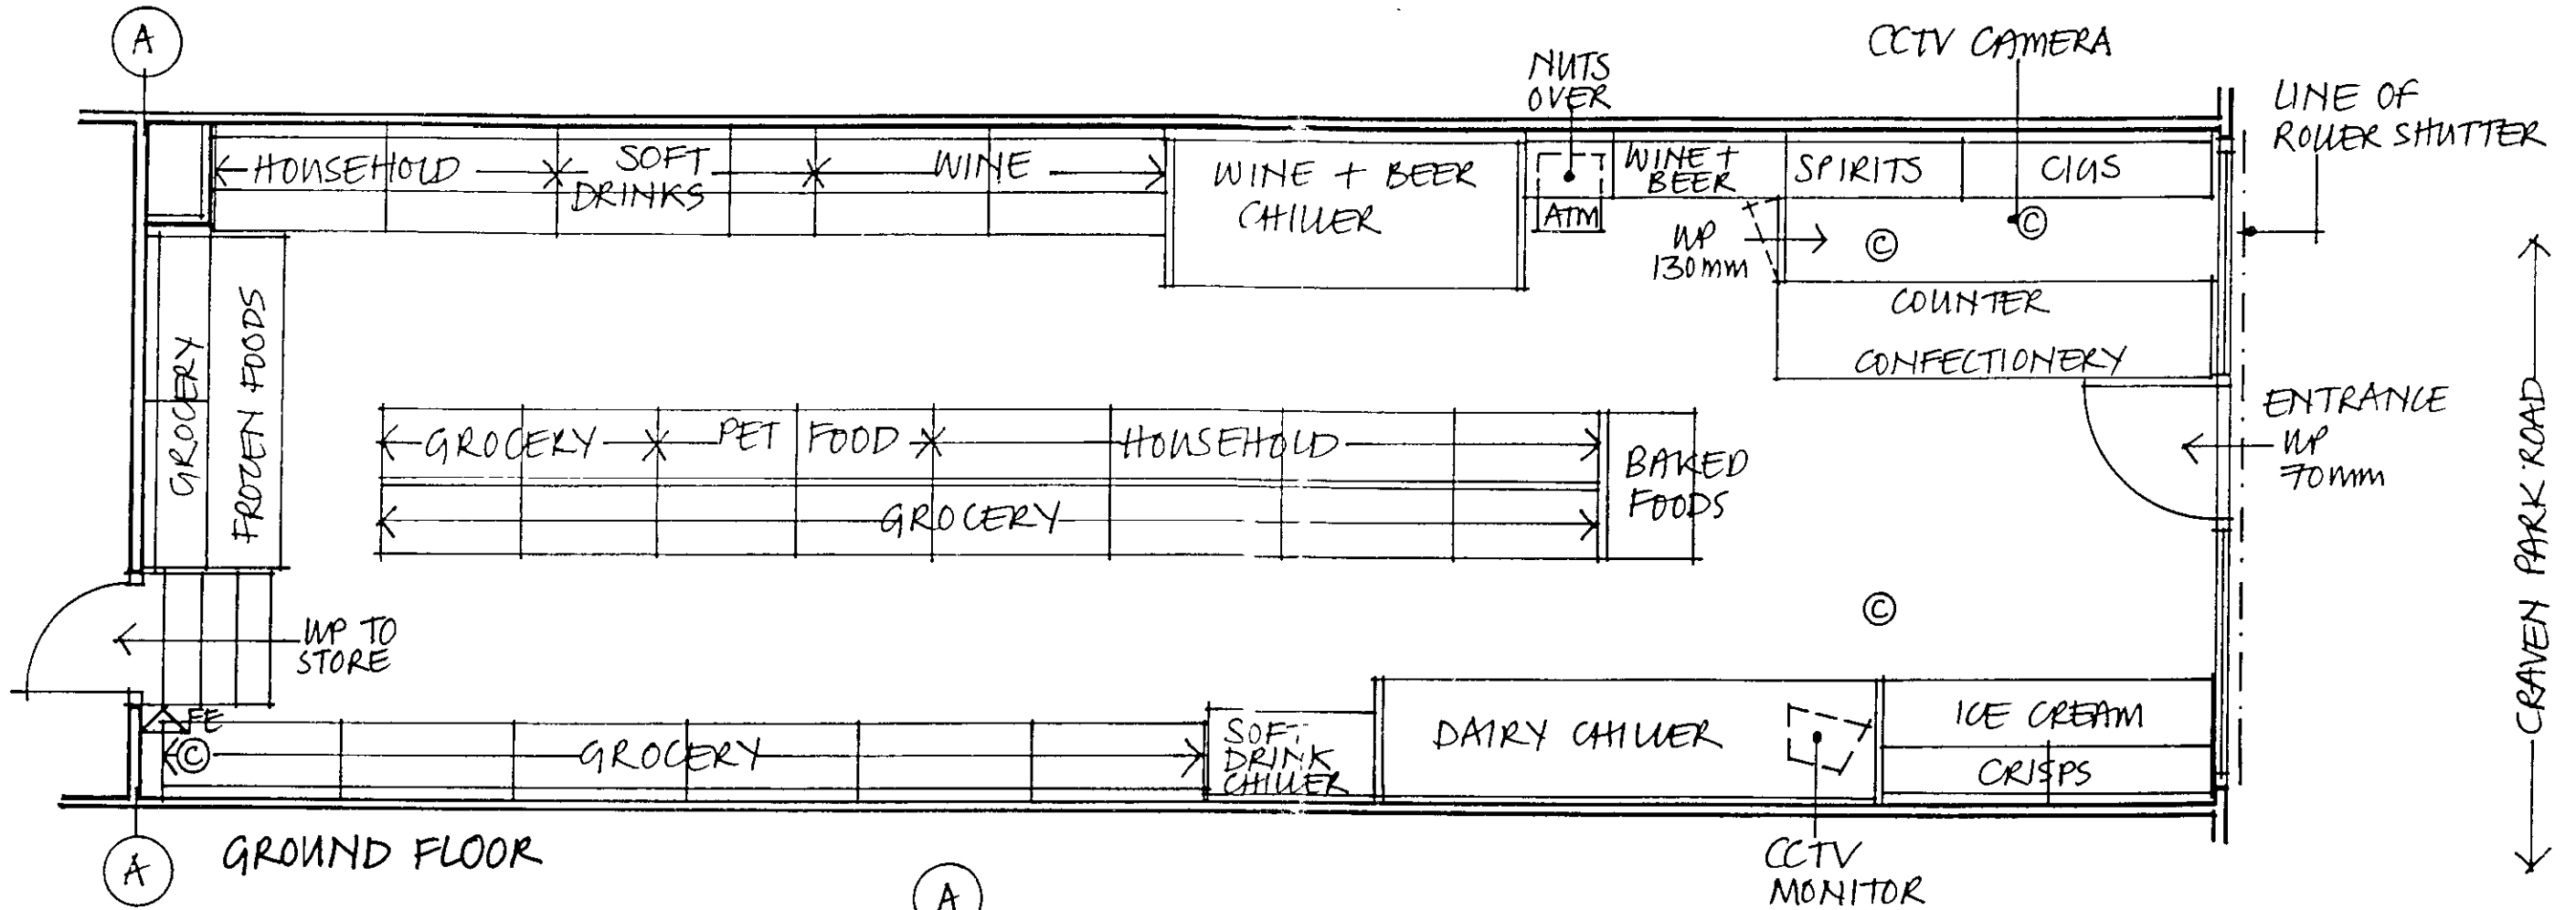 A
NUTS
OVER
CCTV CAMERA
LINE OF
ROLLER SHUTTER
HOUSEHOLD
SOFT
DRINKS
WINE
WINE + BEER
CHILLER
ATM
WINE +
BEER
SPIRITS
CIGS
©
©
UP
130mm
COUNTER
CONFECTIONERY
GROCERY
FROZEN FOODS
GROCERY
PET FOOD
HOUSEHOLD
GROCERY
BAKED
FOODS
ENTRANCE
UP
70mm
CRAVEN PARK ROAD
UP TO
STORE
©
FE
©
GROCERY
SOFT
DRINK
CHILLER
DAIRY CHILLER
ICE CREAM
CRISPS
A
GROUND FLOOR
A
CCTV
MONITOR